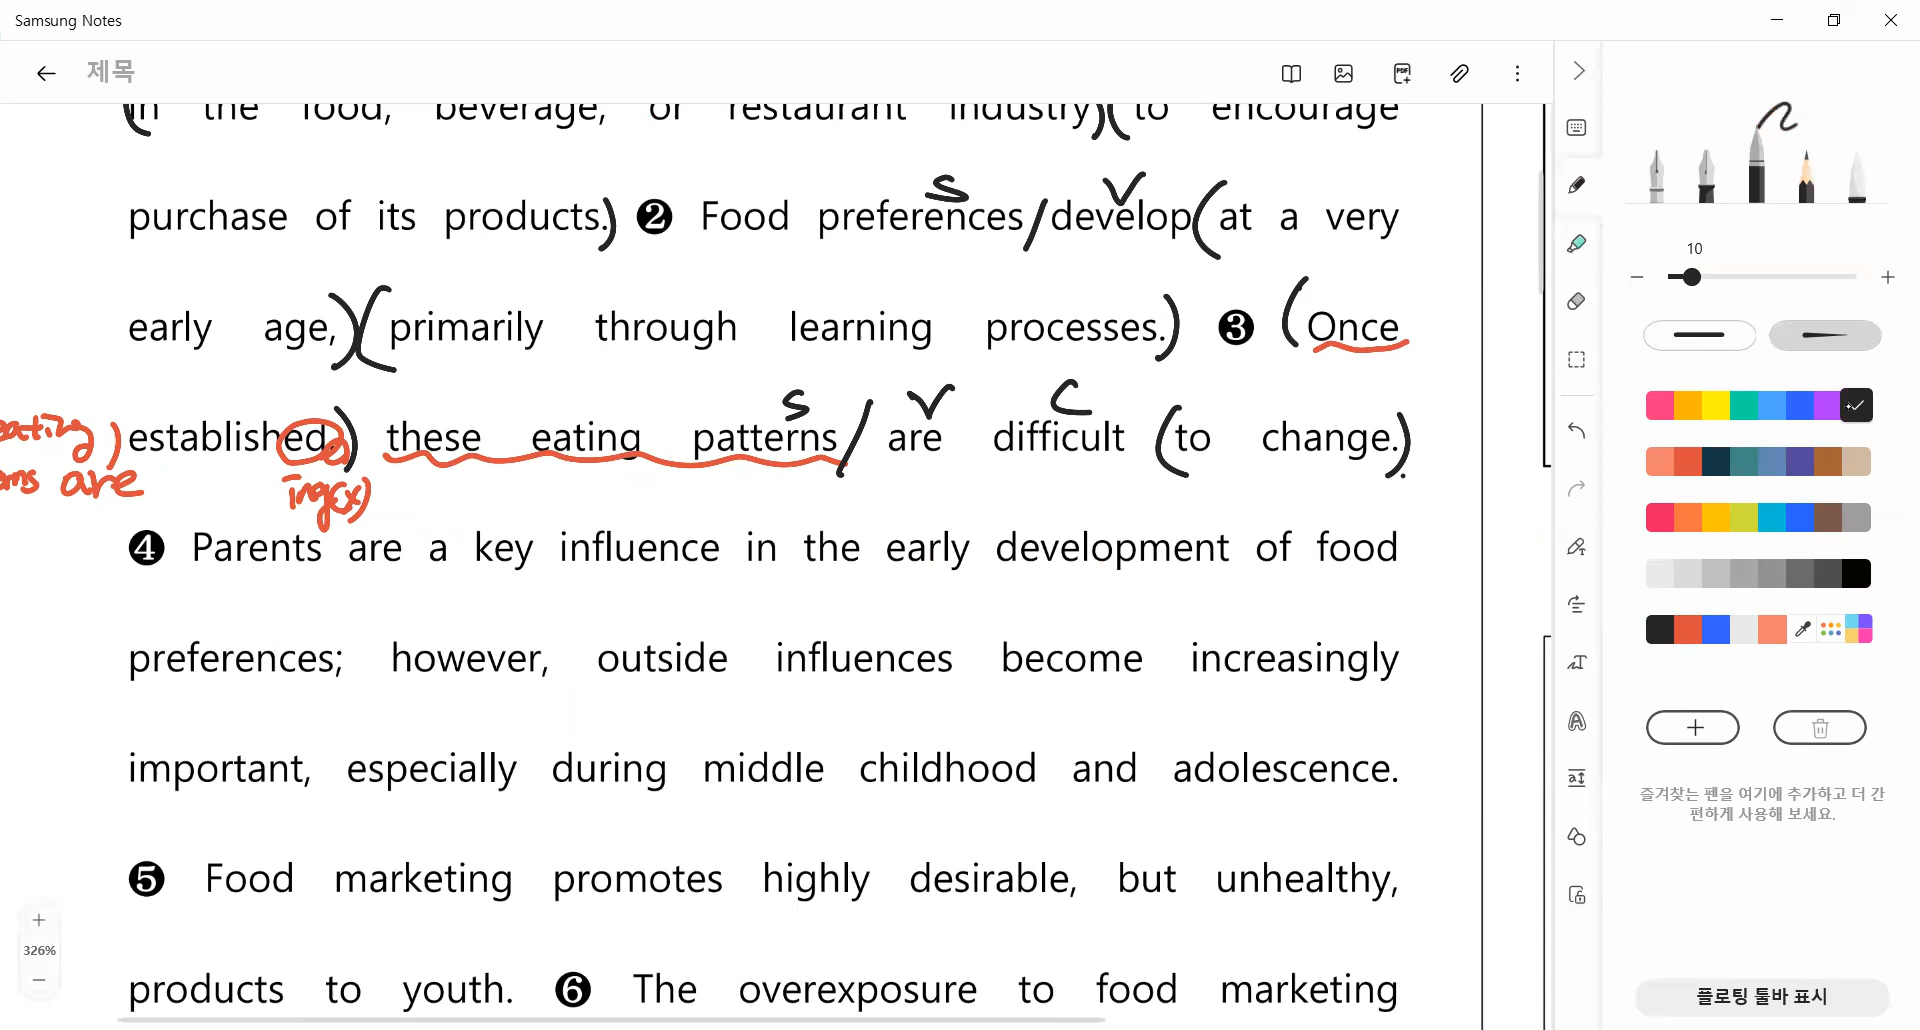 Samsung Notes
제목
in the food, beverage, or restaurant industry)(to encourage
S V
purchase of its products.) ❷ Food preferences/develop(at a very
early age,)(primarily through learning processes.) ❸ (Once
S V C
eating) established,) these eating patterns/ are difficult (to change.)
are ing(x)
❹ Parents are a key influence in the early development of food
preferences; however, outside influences become increasingly
important, especially during middle childhood and adolescence.
❺ Food marketing promotes highly desirable, but unhealthy,
products to youth. ❻ The overexposure to food marketing
326%
10
즐겨찾는 펜을 여기에 추가하고 더 간
편하게 사용해 보세요.
플로팅 툴바 표시